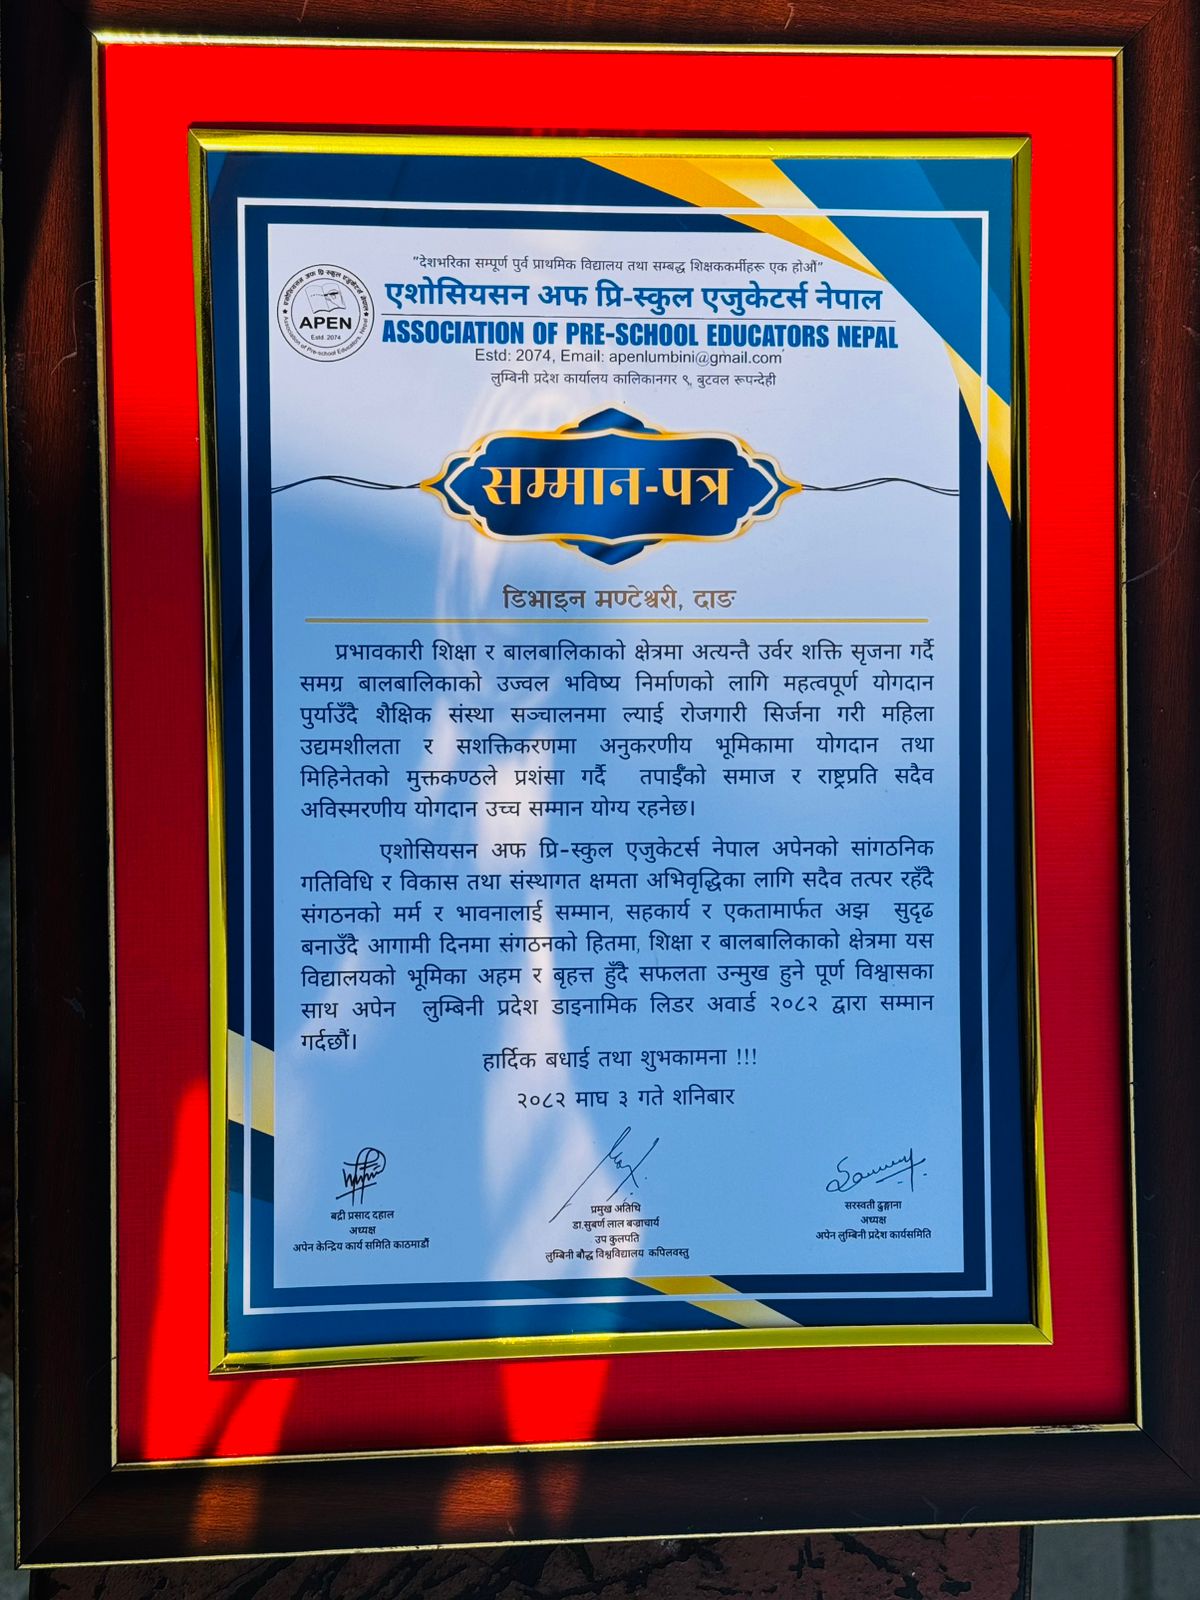 "देशभरिका सम्पूर्ण पुर्व प्राथमिक विद्यालय तथा सम्बद्ध शिक्षककर्मीहरू एक होऔं"
एशोसियसन अफ प्रि-स्कुल एजुकेटर्स नेपाल
APEN
Estd. 2074
ASSOCIATION OF PRE-SCHOOL EDUCATORS NEPAL
Estd: 2074, Email: apenlumbini@gmail.com
लुम्बिनी प्रदेश कार्यालय कालिकानगर ९, बुटवल रूपन्देही
सम्मान-पत्र
डिभाइन मण्टेश्वरी, दाङ
प्रभावकारी शिक्षा र बालबालिकाको क्षेत्रमा अत्यन्तै उर्वर शक्ति सृजना गर्दै
समग्र बालबालिकाको उज्वल भविष्य निर्माणको लागि महत्वपूर्ण योगदान
पुर्याउँदै शैक्षिक संस्था सञ्चालनमा ल्याई रोजगारी सिर्जना गरी महिला
उद्यमशीलता र सशक्तिकरणमा अनुकरणीय भूमिकामा योगदान तथा
मिहिनेतको मुक्तकण्ठले प्रशंसा गर्दै तपाईँको समाज र राष्ट्रप्रति सदैव
अविस्मरणीय योगदान उच्च सम्मान योग्य रहनेछ।
एशोसियसन अफ प्रि-स्कुल एजुकेटर्स नेपाल अपेनको सांगठनिक
गतिविधि र विकास तथा संस्थागत क्षमता अभिवृद्धिका लागि सदैव तत्पर रहँदै
संगठनको मर्म र भावनालाई सम्मान, सहकार्य र एकतामार्फत अझ सुदृढ
बनाउँदै आगामी दिनमा संगठनको हितमा, शिक्षा र बालबालिकाको क्षेत्रमा यस
विद्यालयको भूमिका अहम र बृहत्त हुँदै सफलता उन्मुख हुने पूर्ण विश्वासका
साथ अपेन लुम्बिनी प्रदेश डाइनामिक लिडर अवार्ड २०८२ द्वारा सम्मान
गर्दछौं।
हार्दिक बधाई तथा शुभकामना !!!
२०८२ माघ ३ गते शनिबार
बद्री प्रसाद दहाल
अध्यक्ष
अपेन केन्द्रिय कार्य समिति काठमाडौं
प्रमुख अतिथि
डा.सुबर्ण लाल बज्राचार्य
उप कुलपति
लुम्बिनी बौद्ध विश्वविद्यालय कपिलवस्तु
सरस्वती ढुङ्गाना
अध्यक्ष
अपेन लुम्बिनी प्रदेश कार्यसमिति